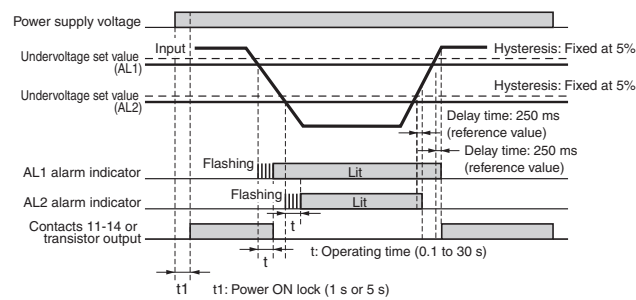 Power supply voltage
Input
Undervoltage set value
(AL1)
Hysteresis: Fixed at 5%
Undervoltage set value
(AL2)
Hysteresis: Fixed at 5%
Delay time: 250 ms
(reference value)
Delay time: 250 ms
(reference value)
AL1 alarm indicator
Flashing
Lit
AL2 alarm indicator
Flashing
Lit
t
Contacts 11-14 or
transistor output
t
t: Operating time (0.1 to 30 s)
t1
t1: Power ON lock (1 s or 5 s)